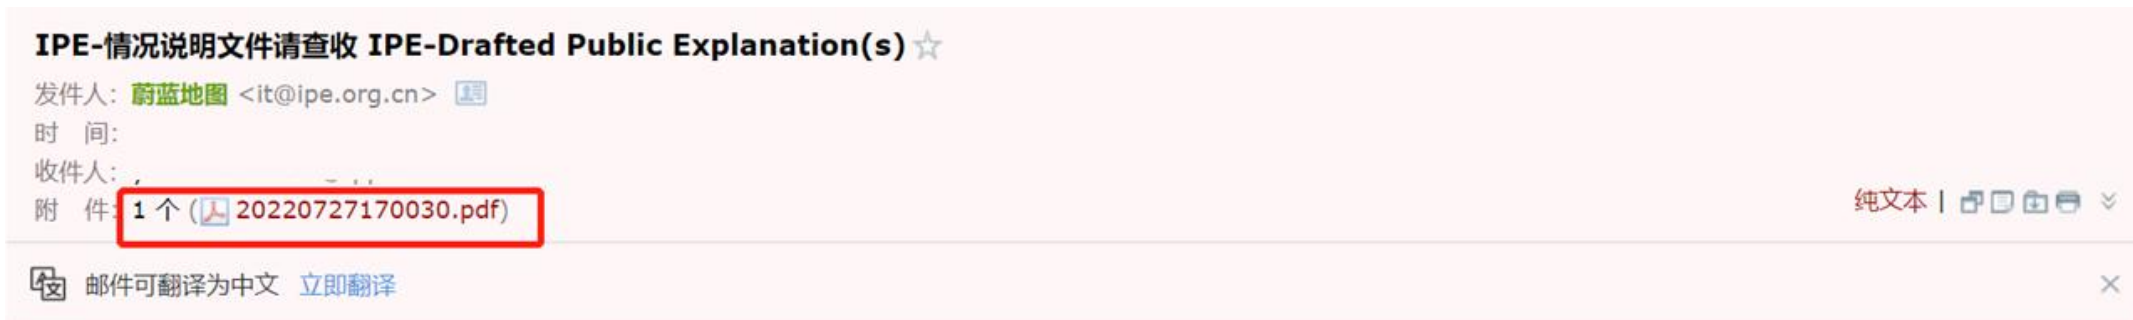 IPE-情况说明文件请查收 IPE-Drafted Public Explanation(s)
发件人: 蔚蓝地图 <it@ipe.org.cn>
时 间:
收件人:
附 件: 1 个 (20220727170030.pdf)
纯文本 |
邮件可翻译为中文 立即翻译